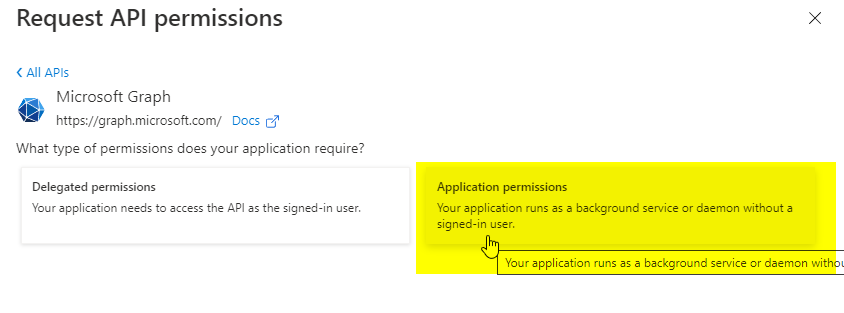 Request API permissions
All APIs
Microsoft Graph
https://graph.microsoft.com/ Docs
What type of permissions does your application require?
Delegated permissions
Your application needs to access the API as the signed-in user.
Application permissions
Your application runs as a background service or daemon without a
signed-in user.
Your application runs as a background service or daemon withou